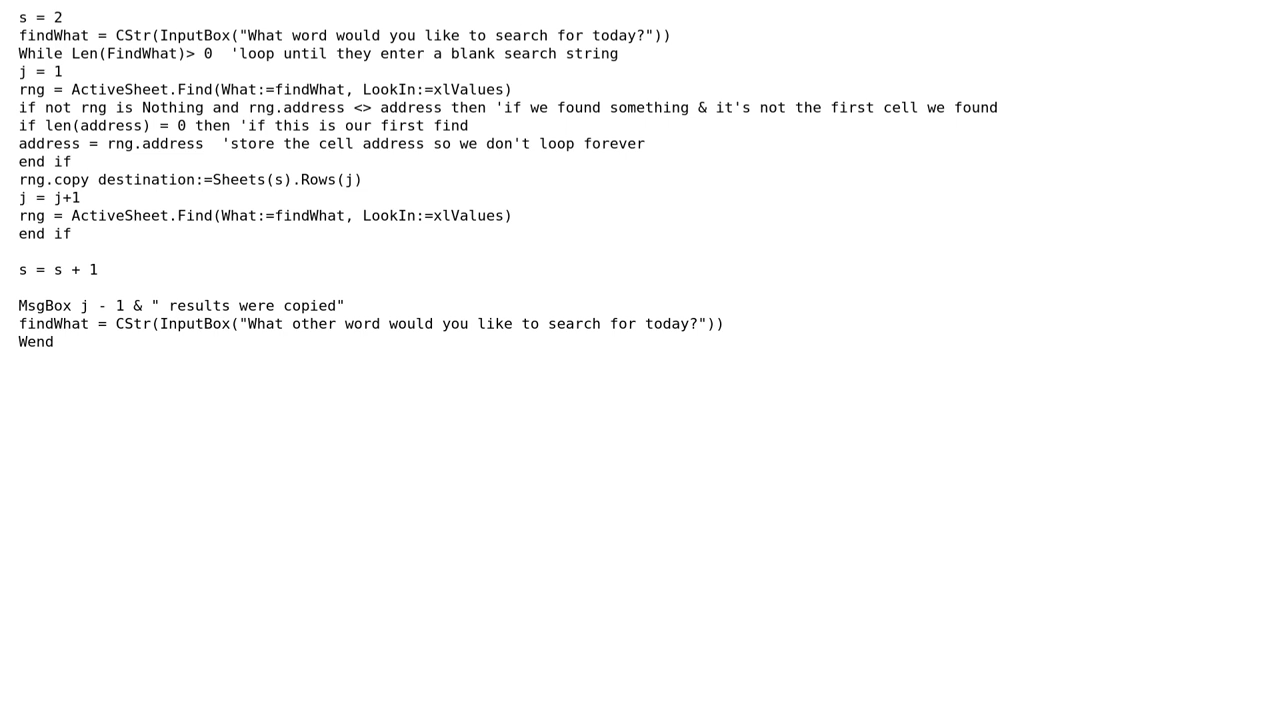 s = 2
findWhat = CStr(InputBox("What word would you like to search for today?"))
While Len(FindWhat)> 0  'loop until they enter a blank search string
j = 1
rng = ActiveSheet.Find(What:=findWhat, LookIn:=xlValues)
if not rng is Nothing and rng.address <> address then 'if we found something & it's not the first cell we found
if len(address) = 0 then 'if this is our first find
address = rng.address  'store the cell address so we don't loop forever
end if
rng.copy destination:=Sheets(s).Rows(j)
j = j+1
rng = ActiveSheet.Find(What:=findWhat, LookIn:=xlValues)
end if

s = s + 1

MsgBox j - 1 & " results were copied"
findWhat = CStr(InputBox("What other word would you like to search for today?"))
Wend